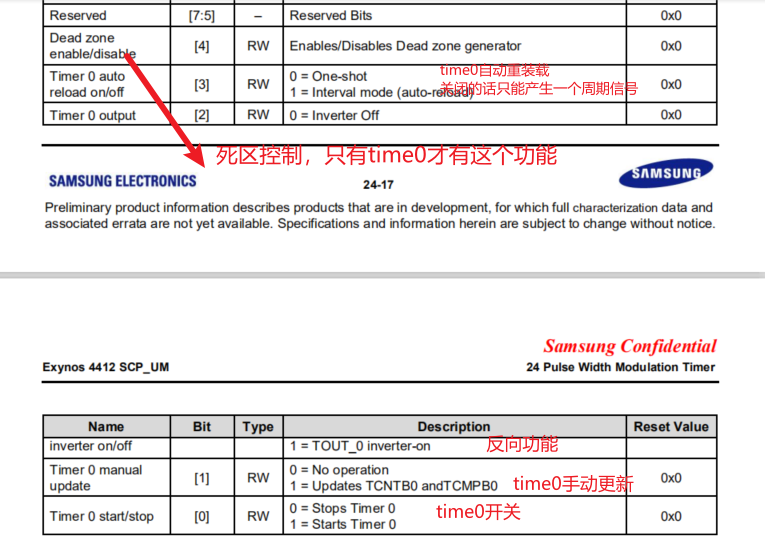 Reserved [7:5] – Reserved Bits 0x0
Dead zone
enable/disable [4] RW Enables/Disables Dead zone generator 0x0
Timer 0 auto
reload on/off [3] RW 0 = One-shot
1 = Interval mode (auto-reload) 0x0
time0自动重装载
关闭的话只能产生一个周期信号
Timer 0 output [2] RW 0 = Inverter Off 0x0
死区控制，只有time0才有这个功能
SAMSUNG ELECTRONICS 24-17 SAMSUNG
Preliminary product information describes products that are in development, for which full characterization data and
associated errata are not yet available. Specifications and information herein are subject to change without notice.
Samsung Confidential
Exynos 4412 SCP_UM 24 Pulse Width Modulation Timer
Name Bit Type Description Reset Value
inverter on/off 1 = TOUT_0 inverter-on 反向功能
Timer 0 manual
update [1] RW 0 = No operation
1 = Updates TCNTB0 andTCMPB0 time0手动更新 0x0
Timer 0 start/stop [0] RW 0 = Stops Timer 0
1 = Starts Timer 0 time0开关 0x0